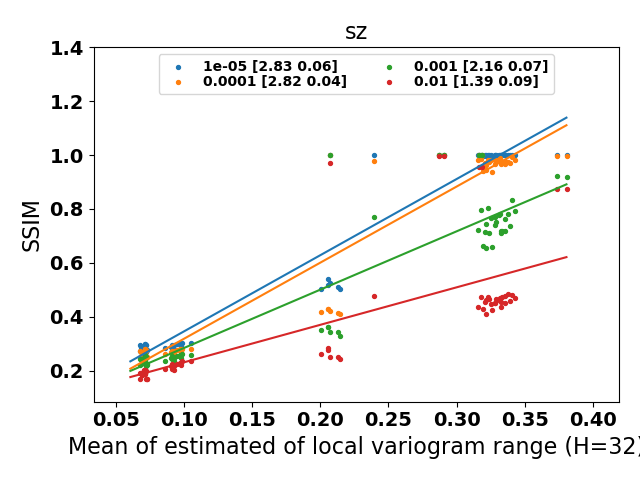 sz
1.4
1.2
1.0
0.8
0.6
0.4
0.2
SSIM
1e-05 [2.83 0.06]
0.0001 [2.82 0.04]
0.001 [2.16 0.07]
0.01 [1.39 0.09]
0.05 0.10 0.15 0.20 0.25 0.30 0.35 0.40
Mean of estimated of local variogram range (H=32)